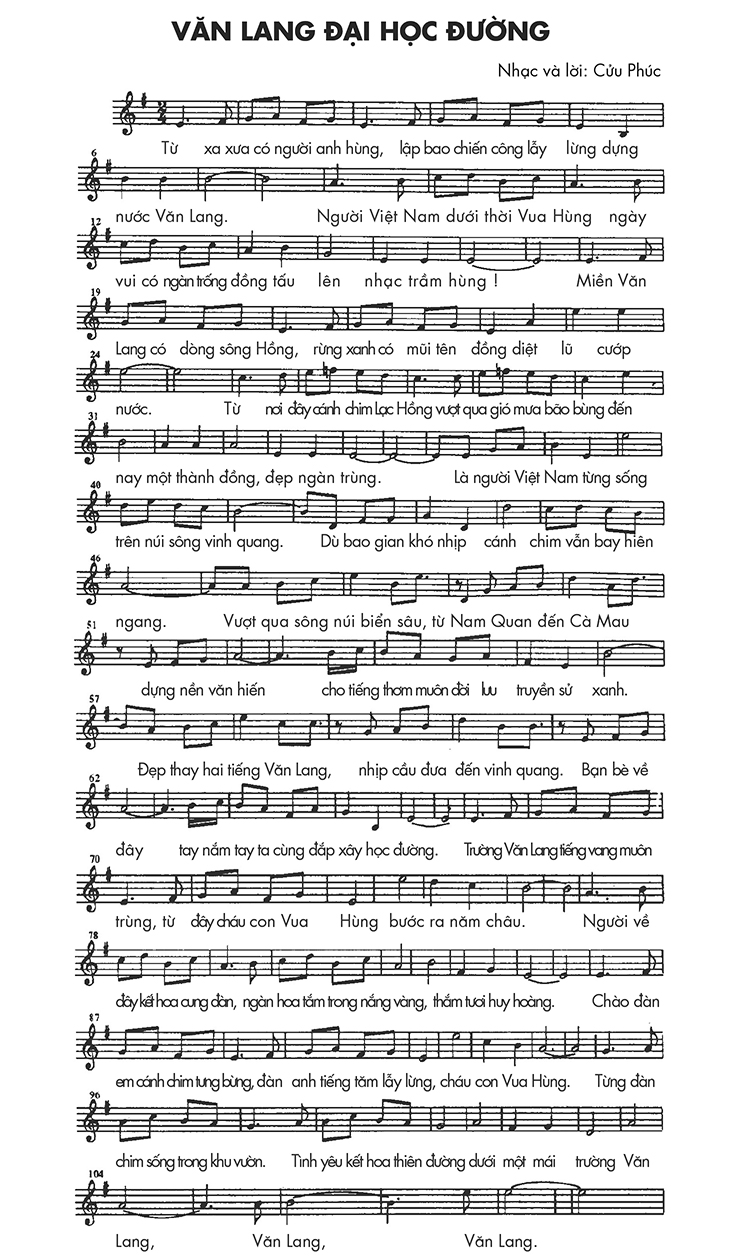 VĂN LANG ĐẠI HỌC ĐƯỜNG
Nhạc và lời: Cửu Phúc
2
4
Từ xa xưa có người anh hùng, lập bao chiến công lẫy lừng dựng
6
nước Văn Lang. Người Việt Nam dưới thời Vua Hùng ngày
12
vui có ngàn trống đồng tấu lên nhạc trầm hùng !  Miền Văn
19
Lang có dòng sông Hồng, rừng xanh có mũi tên đồng diệt lũ cướp
24
nước. Từ nơi đây cánh chim Lạc Hồng vượt qua gió mưa bão bùng đến
31
nay một thành đồng, đẹp ngàn trùng. Là người Việt Nam từng sống
40
trên núi sông vinh quang. Dù bao gian khó nhịp cánh chim vẫn bay hiên
46
ngang. Vượt qua sông núi biển sâu, từ Nam Quan đến Cà Mau
51
dựng nền văn hiến cho tiếng thơm muôn đời lưu truyền sử xanh.
57
Đẹp thay hai tiếng Văn Lang, nhịp cầu đưa đến vinh quang. Bạn bè về
62
đây tay nắm tay ta cùng đắp xây học đường. Trường Văn Lang tiếng vang muôn
70
trùng, từ đây cháu con Vua Hùng bước ra năm châu. Người về
78
đây kết hoa cung đàn, ngàn hoa tắm trong nắng vàng, thắm tươi huy hoàng. Chào đàn
87
em cánh chim tung bừng, đàn anh tiếng tăm lẫy lừng, cháu con Vua Hùng. Từng đàn
96
chim sống trong khu vườn. Tình yêu kết hoa thiên đường dưới một mái trường Văn
104
Lang, Văn Lang, Văn Lang.